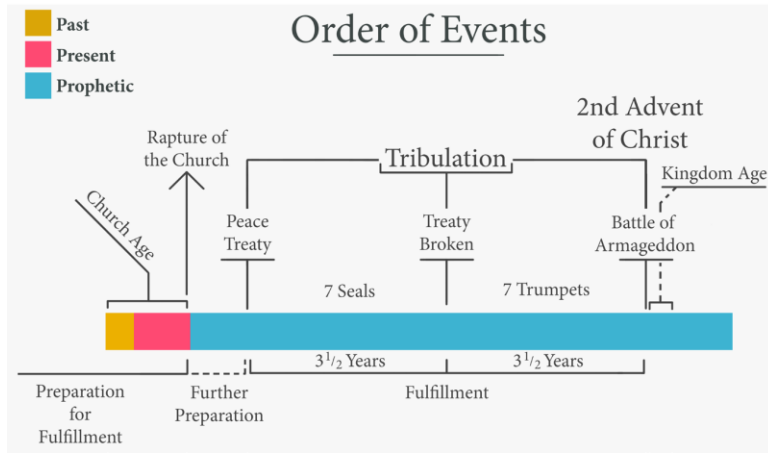 Order of Events
Past
Present
Prophetic
Rapture of
the Church
Church Age
Tribulation
2nd Advent
of Christ
Kingdom Age
Peace
Treaty
Treaty
Broken
Battle of
Armageddon
7 Seals
7 Trumpets
3 1/2 Years
3 1/2 Years
Preparation
for
Fulfillment
Further
Preparation
Fulfillment